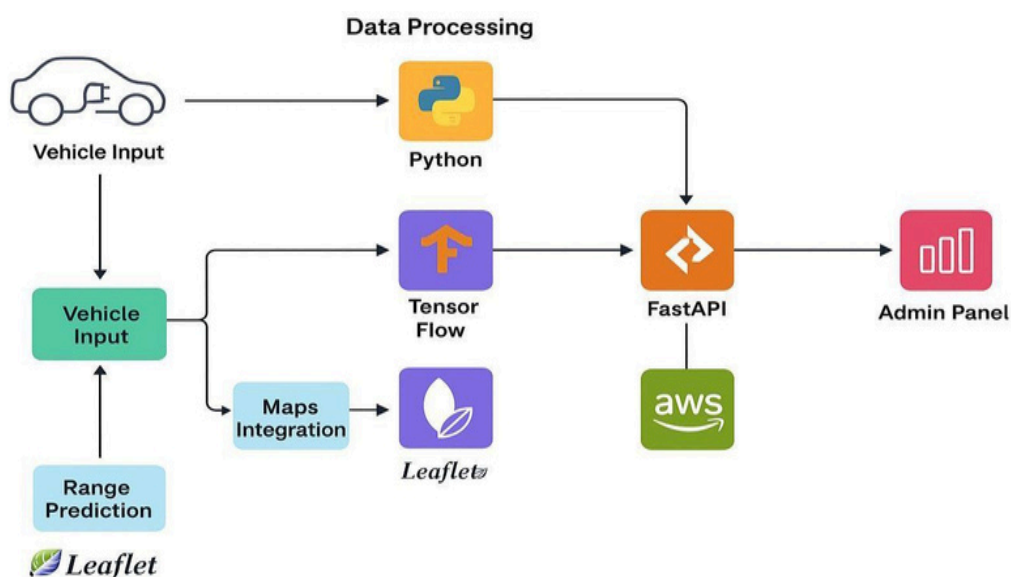 Data Processing
Vehicle Input
Python
Vehicle
Input
Tensor
Flow
FastAPI
Admin Panel
Maps
Integration
Leaflet
aws
Range
Prediction
Leaflet